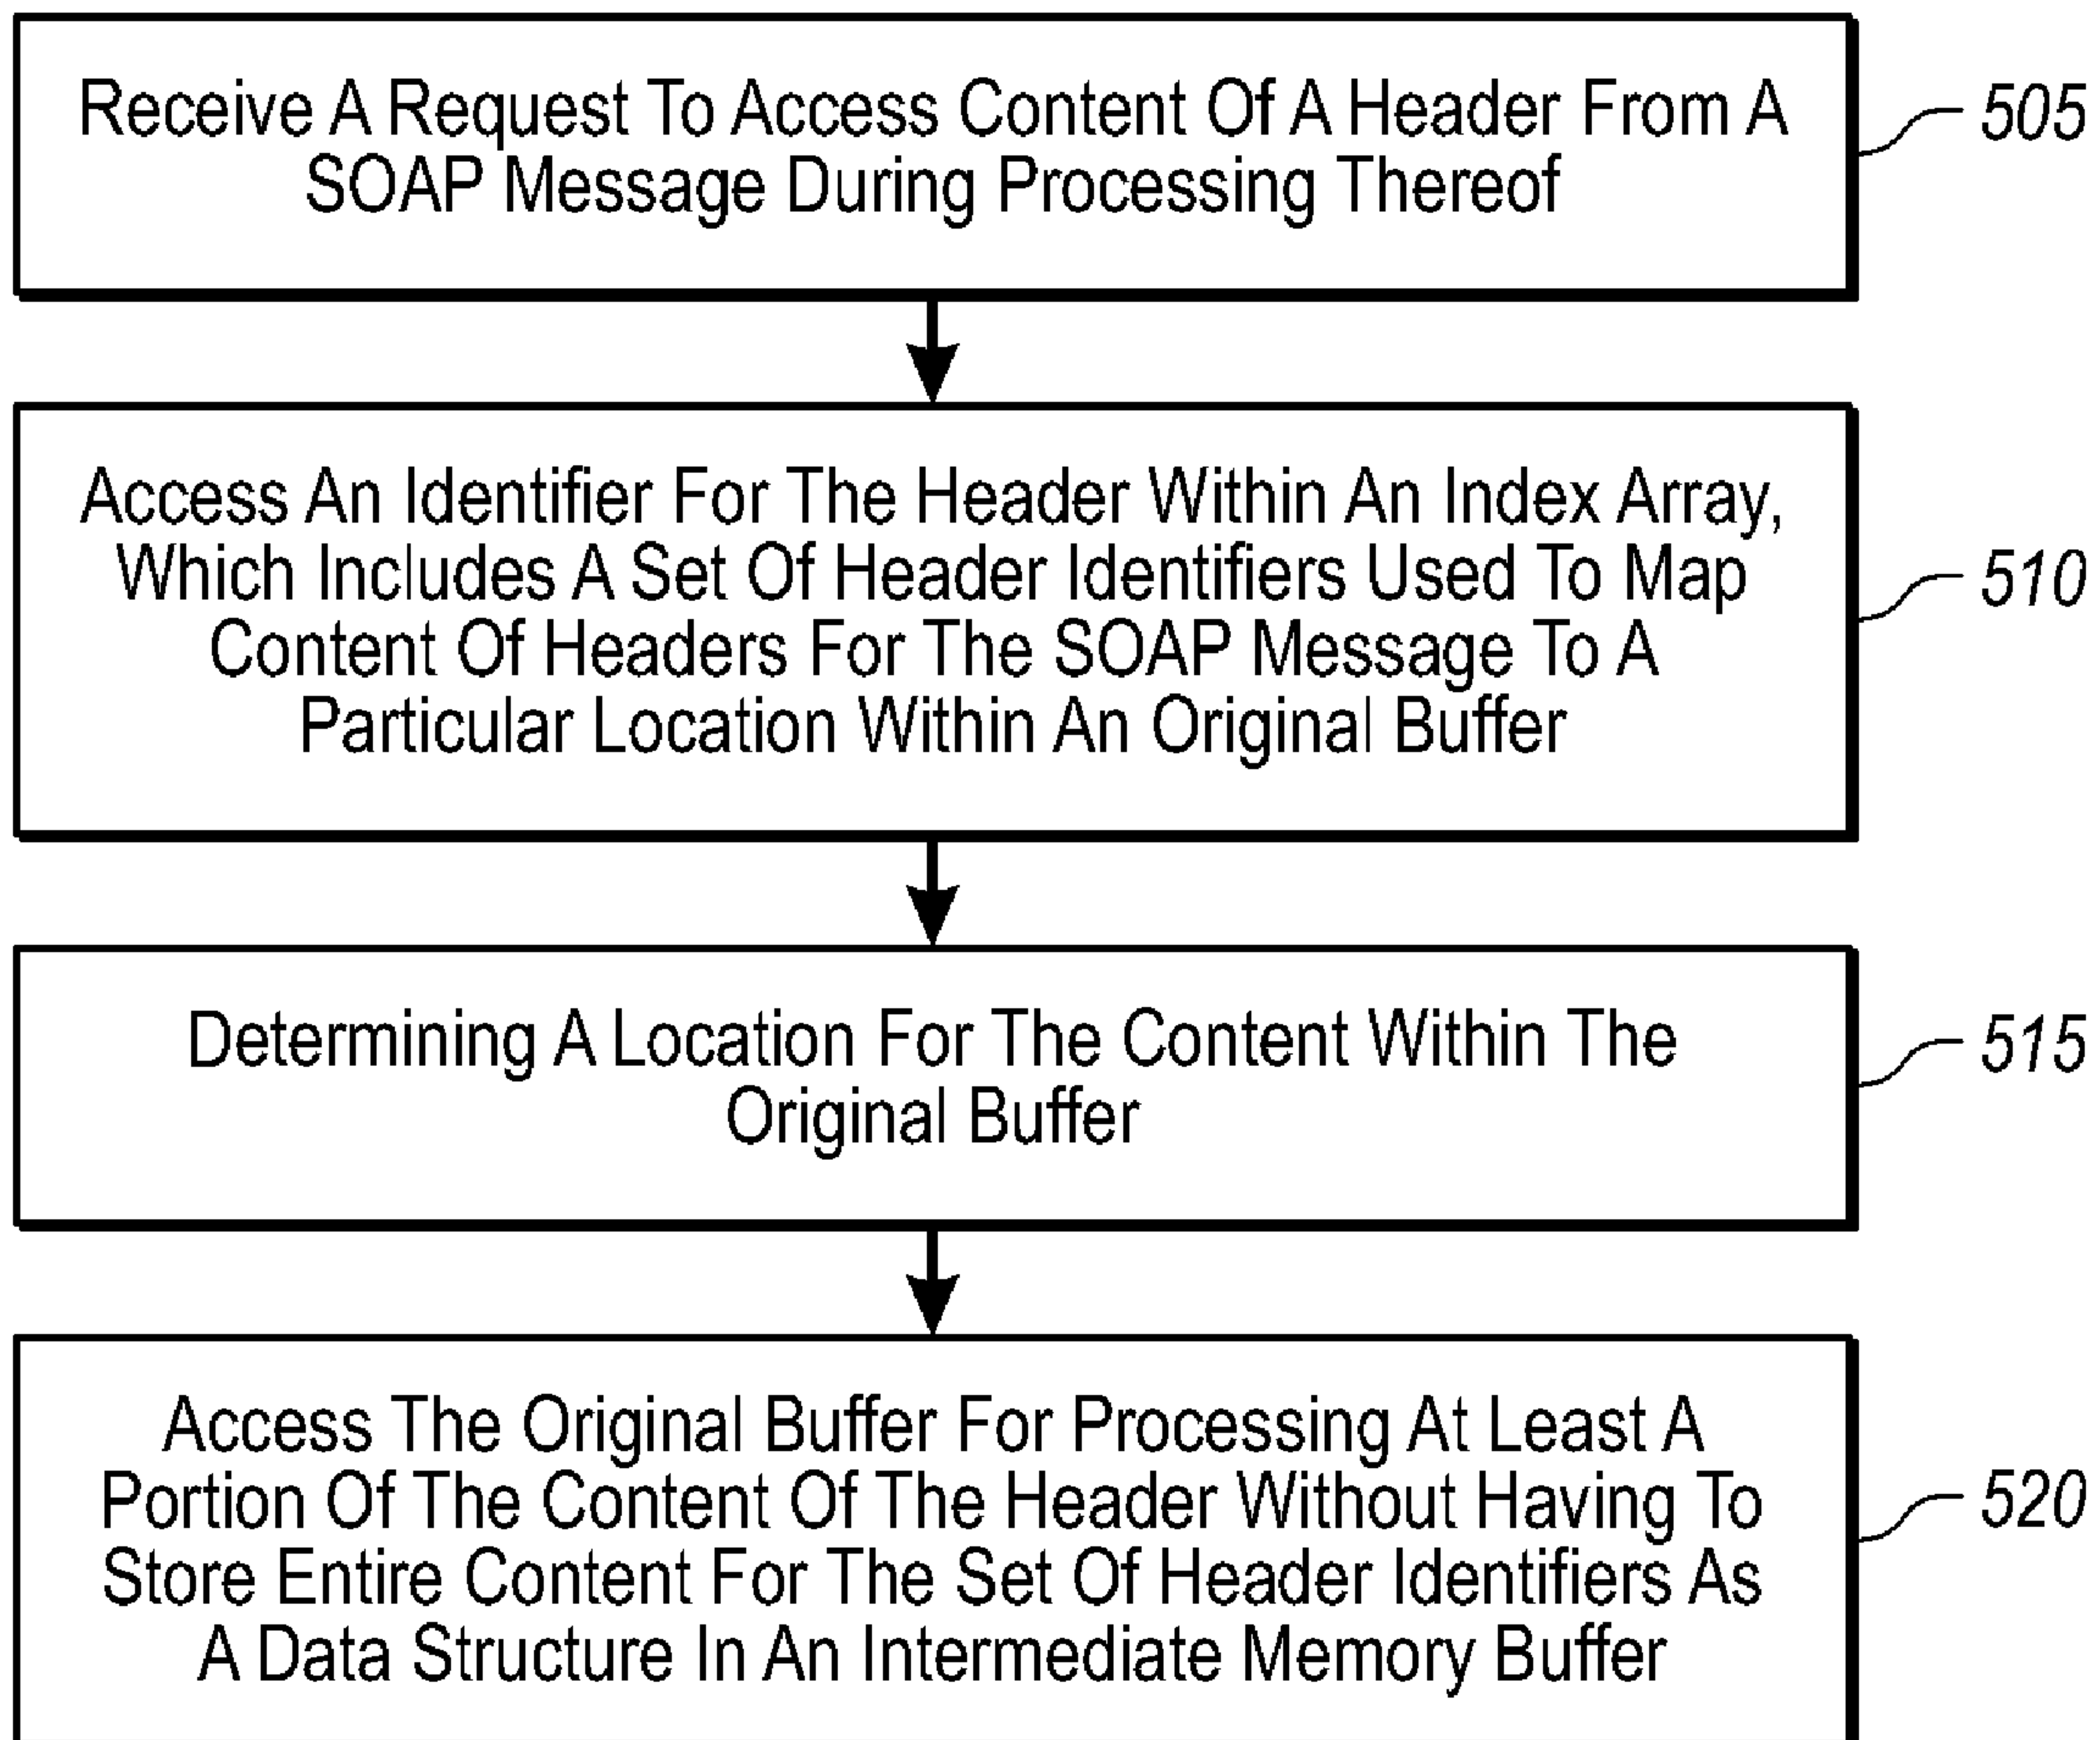 Receive A Request To Access Content Of A Header From A
SOAP Message During Processing Thereof
505
Access An Identifier For The Header Within An Index Array,
Which Includes A Set Of Header Identifiers Used To Map
Content Of Headers For The SOAP Message To A
Particular Location Within An Original Buffer
510
Determining A Location For The Content Within The
Original Buffer
515
Access The Original Buffer For Processing At Least A
Portion Of The Content Of The Header Without Having To
Store Entire Content For The Set Of Header Identifiers As
A Data Structure In An Intermediate Memory Buffer
520